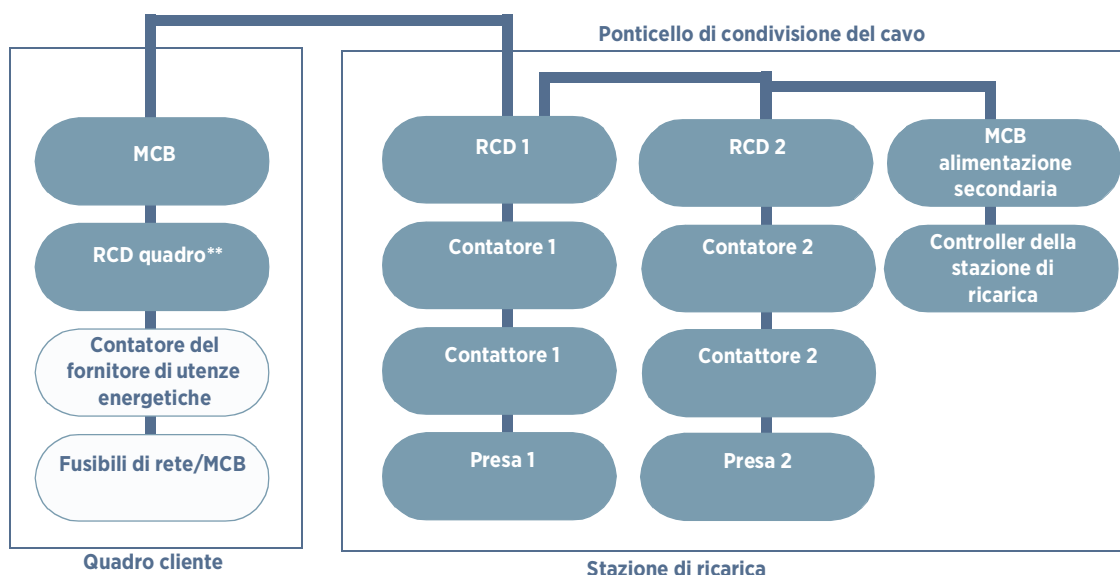 Ponticello di condivisione del cavo
MCB
RCD quadro**
Contatore del
fornitore di utenze
energetiche
Fusibili di rete/MCB
Quadro cliente
RCD 1
Contatore 1
Contattore 1
Presa 1
RCD 2
Contatore 2
Contattore 2
Presa 2
MCB
alimentazione
secondaria
Controller della
stazione di
ricarica
Stazione di ricarica